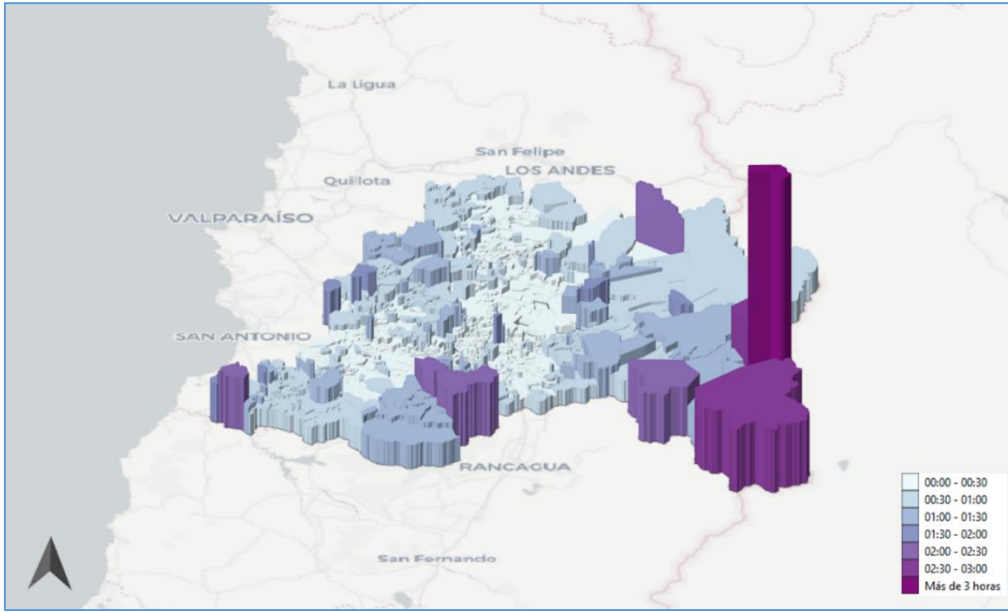 La Ligua
San Felipe
LOS ANDES
Quillota
VALPARAÍSO
SAN ANTONIO
RANCAGUA
San Fernando
00:00 - 00:30
00:30 - 01:00
01:00 - 01:30
01:30 - 02:00
02:00 - 02:30
02:30 - 03:00
Más de 3 horas